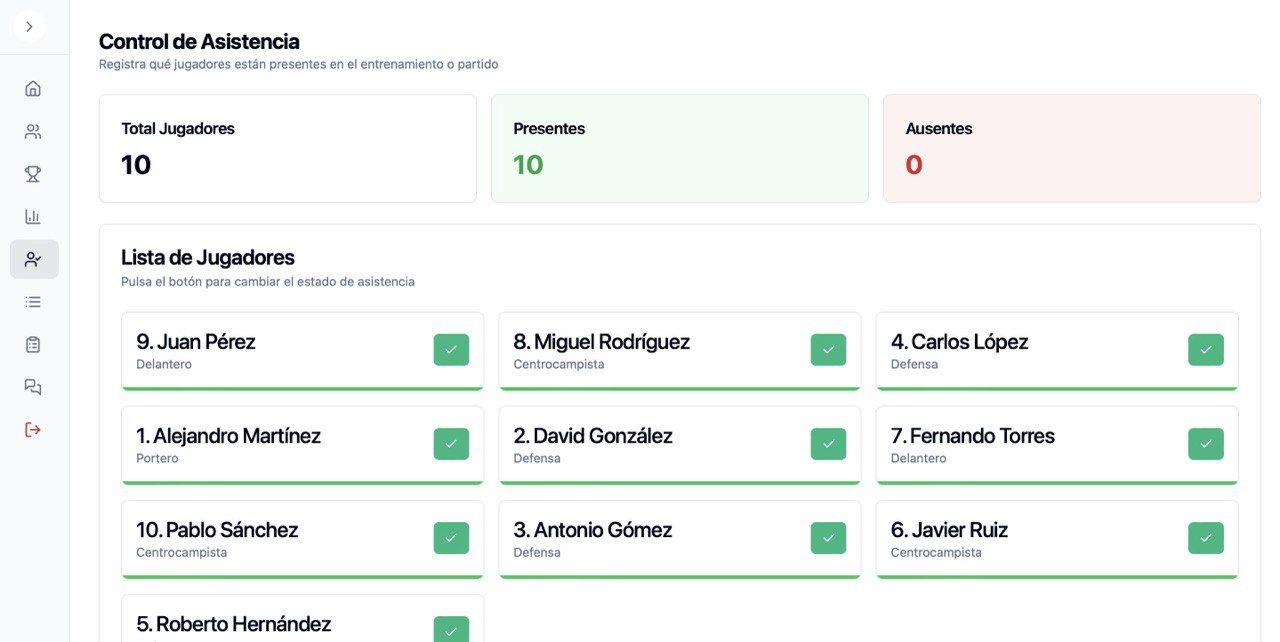 Control de Asistencia
Registra qué jugadores están presentes en el entrenamiento o partido
Total Jugadores
10
Presentes
10
Ausentes
0
Lista de Jugadores
Pulsa el botón para cambiar el estado de asistencia
9. Juan Pérez
Delantero
8. Miguel Rodríguez
Centrocampista
4. Carlos López
Defensa
1. Alejandro Martínez
Portero
2. David González
Defensa
7. Fernando Torres
Delantero
10. Pablo Sánchez
Centrocampista
3. Antonio Gómez
Defensa
6. Javier Ruiz
Centrocampista
5. Roberto Hernández